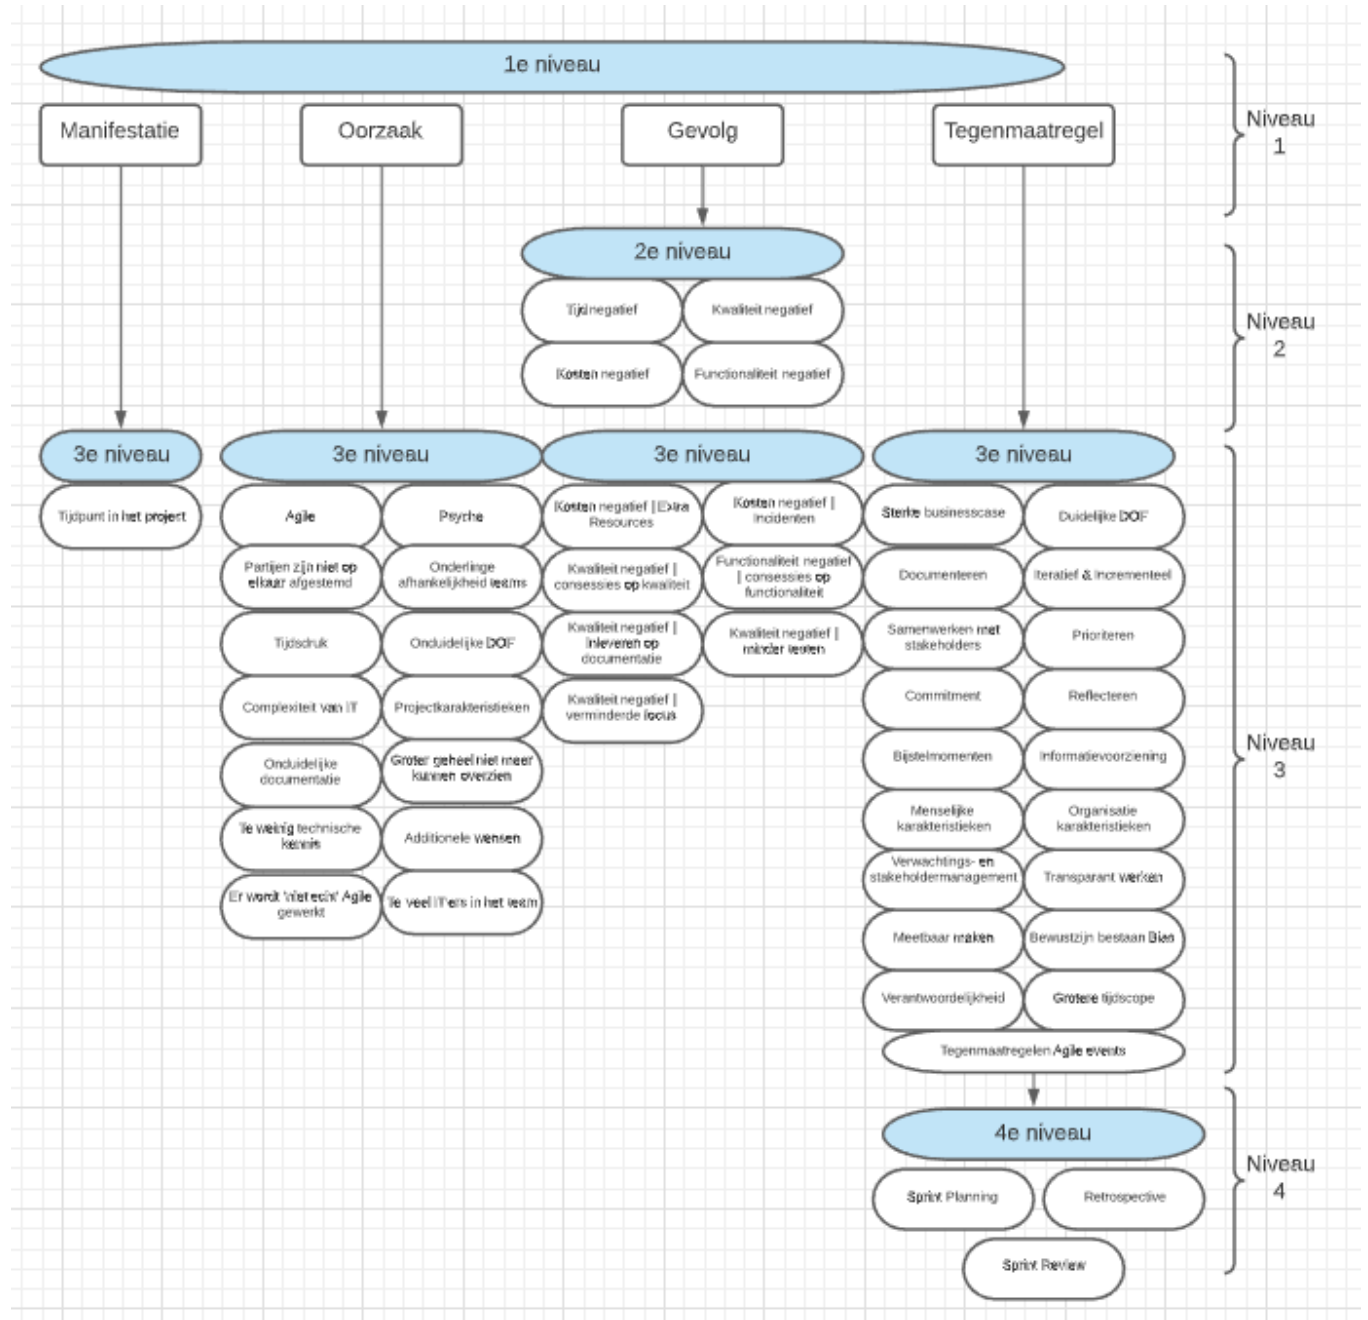 1e niveau
Manifestatie
Oorzaak
Gevolg
Tegenmaatregel
Niveau
1
2e niveau
Tijd negatief
Kwaliteit negatief
Kosten negatief
Functionaliteit negatief
Niveau
2
3e niveau
Tijdpunt in het project
3e niveau
Agile
Psyche
Partijen zijn niet op
elkaar afgestemd
Onderlinge
afhankelijkheid teams
Tijdsdruk
Onduidelijke DOF
Complexiteit van IT
Projectkarakteristieken
Onduidelijke
documentatie
Groter geheel niet meer
kunnen overzien
Te weinig technische
kennis
Additionele wensen
Er wordt 'niet echt' Agile
gewerkt
Te veel IT'ers in het team
3e niveau
Kosten negatief | Extra
Resources
Kosten negatief |
Incidenten
Kwaliteit negatief |
consessies op kwaliteit
Functionaliteit negatief
| consessies op
functionaliteit
Kwaliteit negatief |
Inleveren op
documentatie
Kwaliteit negatief |
minder testen
Kwaliteit negatief |
verminderde focus
3e niveau
Sterke businesscase
Duidelijke DOF
Documenteren
Iteratief & Incrementeel
Samenwerken met
stakeholders
Prioriteren
Commitment
Reflecteren
Bijstelmomenten
Informatievoorziening
Menselijke
karakteristieken
Organisatie
karakteristieken
Verwachtings- en
stakeholdermanagement
Transparant werken
Meetbaar maken
Bewustzijn bestaan Bias
Verantwoordelijkheid
Grotere tijdscope
Tegenmaatregelen Agile events
Niveau
3
4e niveau
Sprint Planning
Retrospective
Sprint Review
Niveau
4